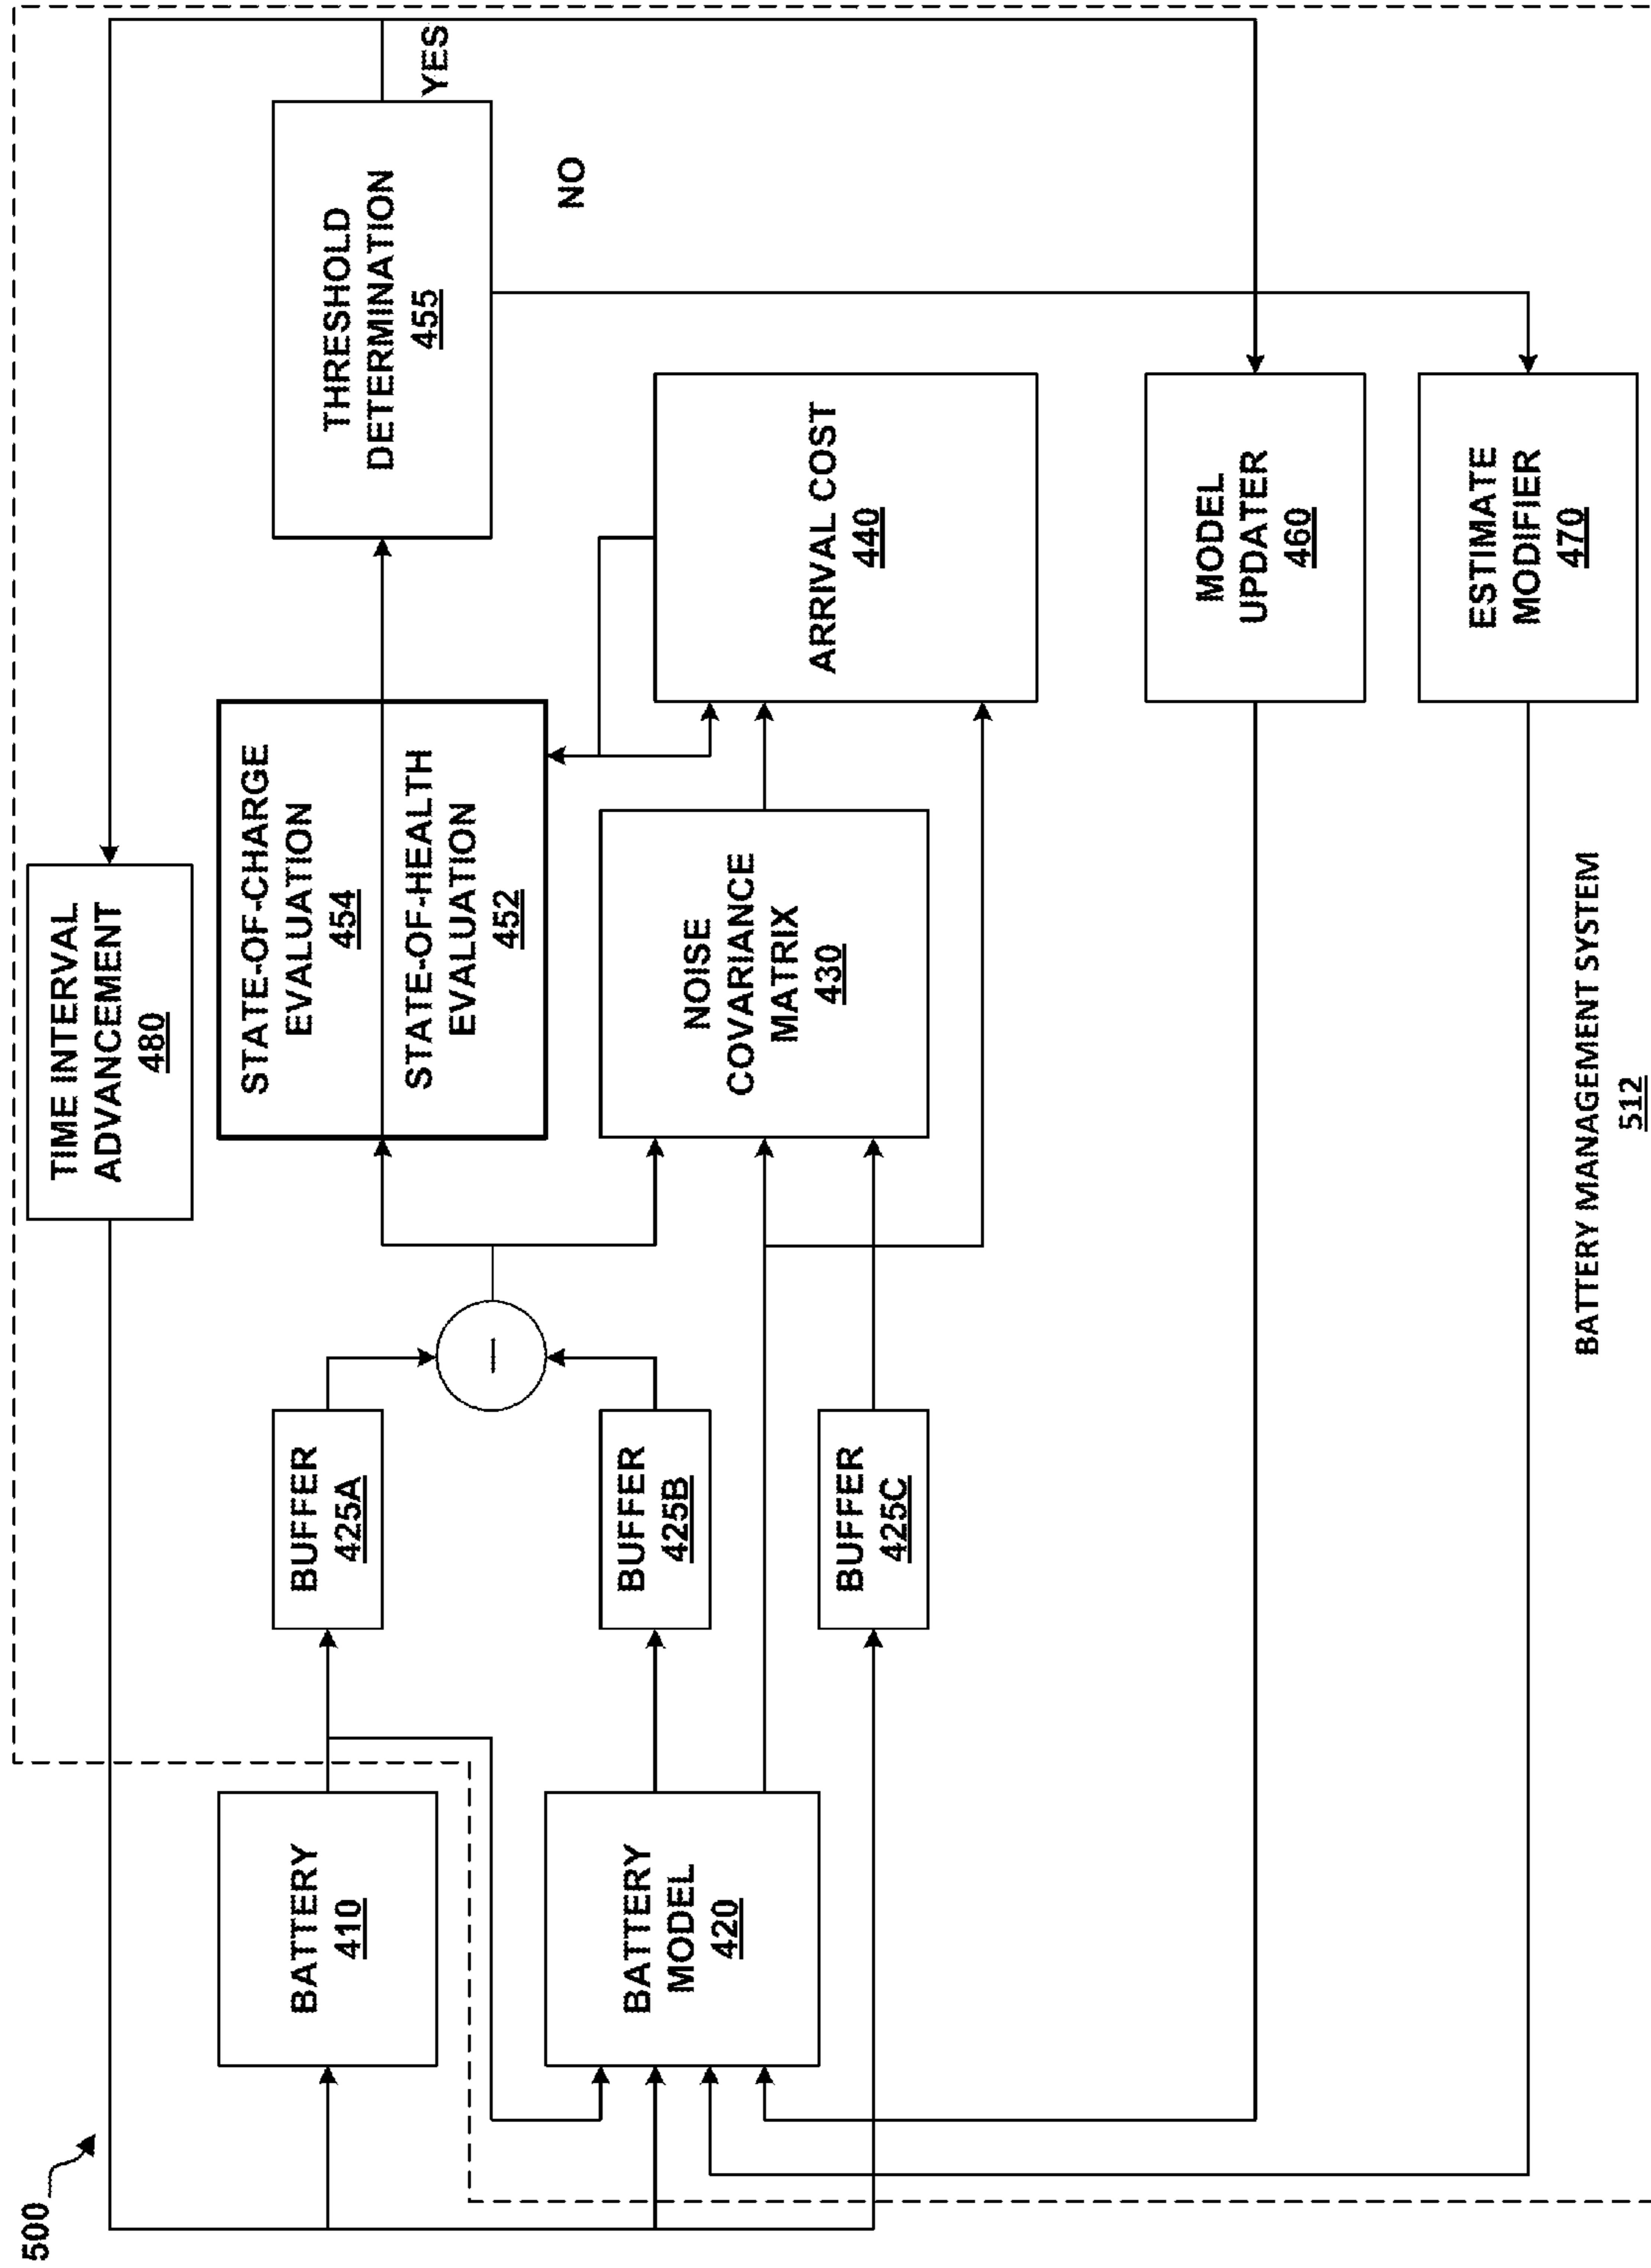 500
TIME INTERVAL
ADVANCEMENT
480
BATTERY
410
BUFFER
425A
STATE-OF-CHARGE
EVALUATION
454
STATE-OF-HEALTH
EVALUATION
452
THRESHOLD
DETERMINATION
455
YES
NO
BATTERY
MODEL
420
BUFFER
425B
—
BUFFER
425C
NOISE
COVARIANCE
MATRIX
430
ARRIVAL COST
440
MODEL
UPDATER
460
ESTIMATE
MODIFIER
470
BATTERY MANAGEMENT SYSTEM
512